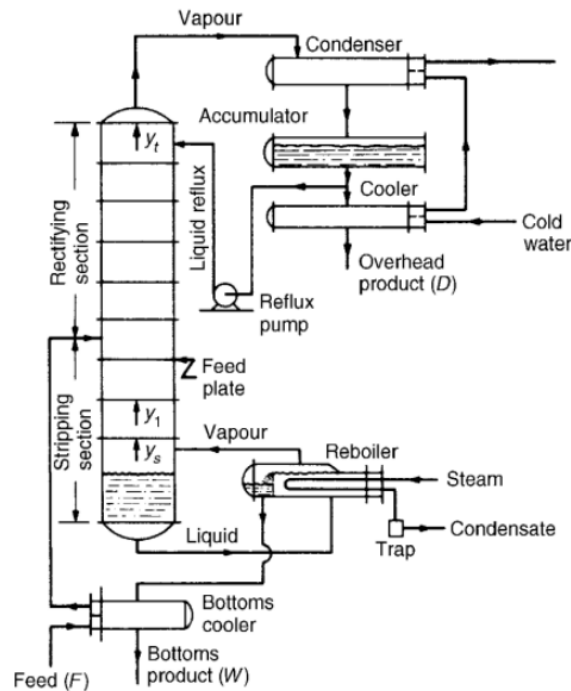 Vapour
Condenser
Accumulator
y_t
Liquid reflux
Cooler
Cold
water
Rectifying
section
Overhead
product (D)
Reflux
pump
Feed
plate
Stripping
section
y_1
Vapour
y_s
Reboiler
Steam
Condensate
Trap
Liquid
Bottoms
cooler
Feed (F)
Bottoms
product (W)